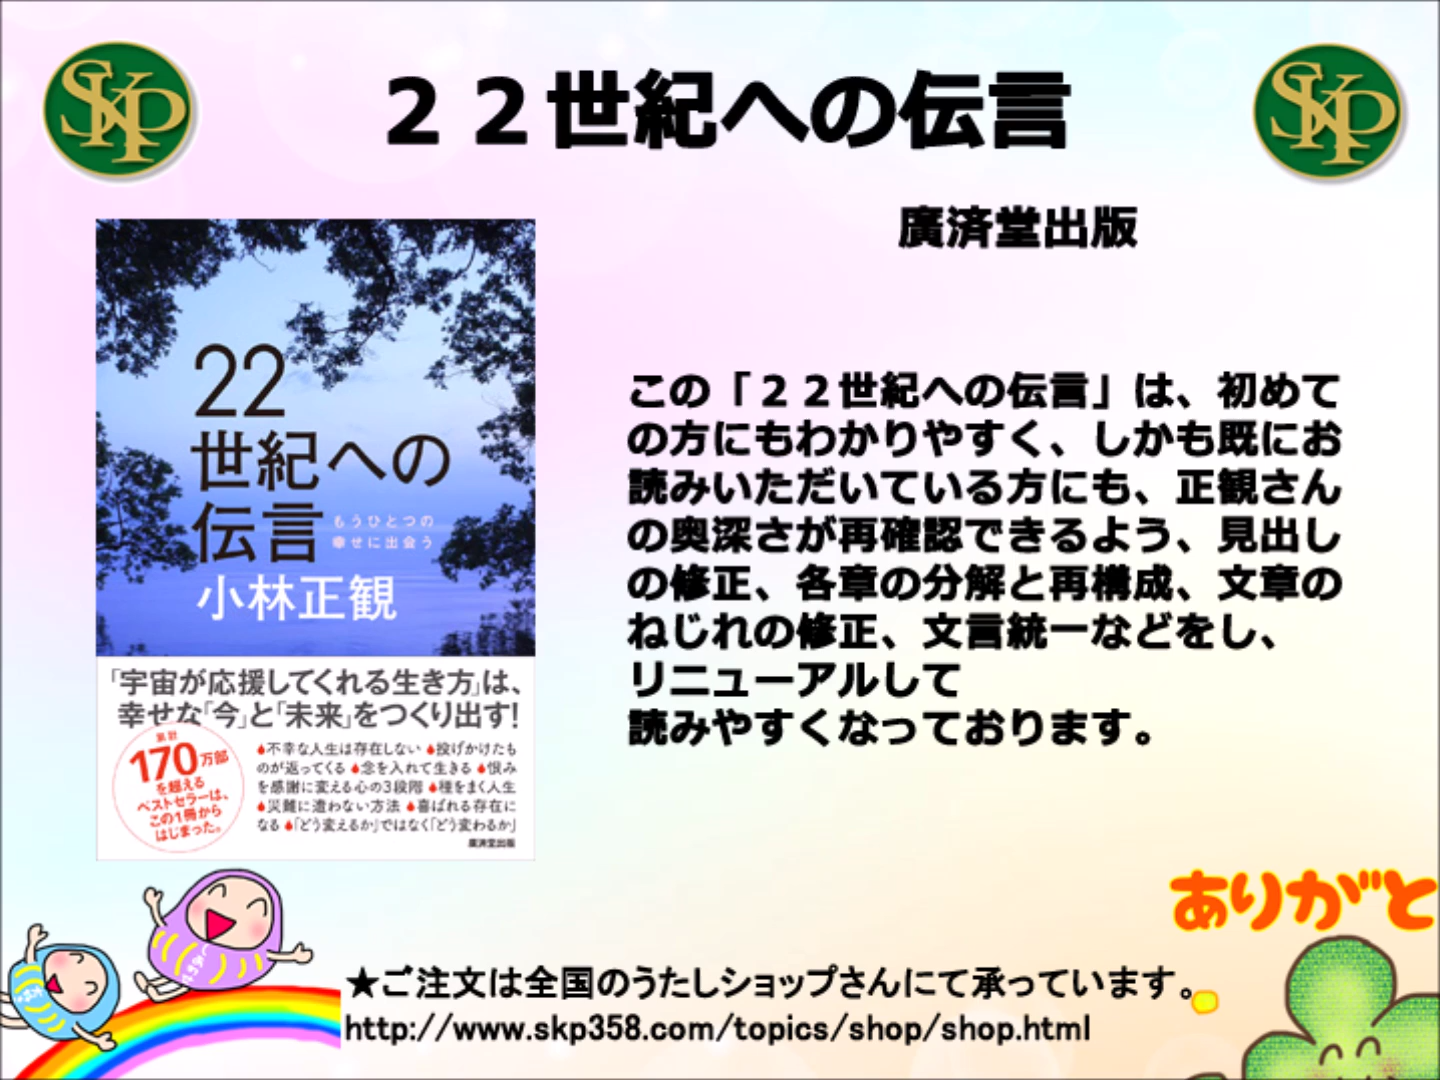 SKP
２２世紀への伝言
SKP
廣済堂出版
22
世紀への
伝言
もうひとつの
幸せに出会う
小林正観
「宇宙が応援してくれる生き方」は、
幸せな「今」と「未来」をつくり出す!
累計
170万部
を超える
ベストセラーは、
この1冊から
はじまった。
不幸な人生は存在しない 投げかけたも
のが返ってくる 念を入れて生きる 恨み
を感謝に変える心の3段階 種をまく人生
災難に遭わない方法 喜ばれる存在に
なる 「どう変えるか」ではなく「どう変わるか」
廣済堂出版
この「２２世紀への伝言」は、初めて
の方にもわかりやすく、しかも既にお
読みいただいている方にも、正観さん
の奥深さが再確認できるよう、見出し
の修正、各章の分解と再構成、文章の
ねじれの修正、文言統一などをし、
リニューアルして
読みやすくなっております。
ありがと
★ご注文は全国のうたしショップさんにて承っています。
http://www.skp358.com/topics/shop/shop.html